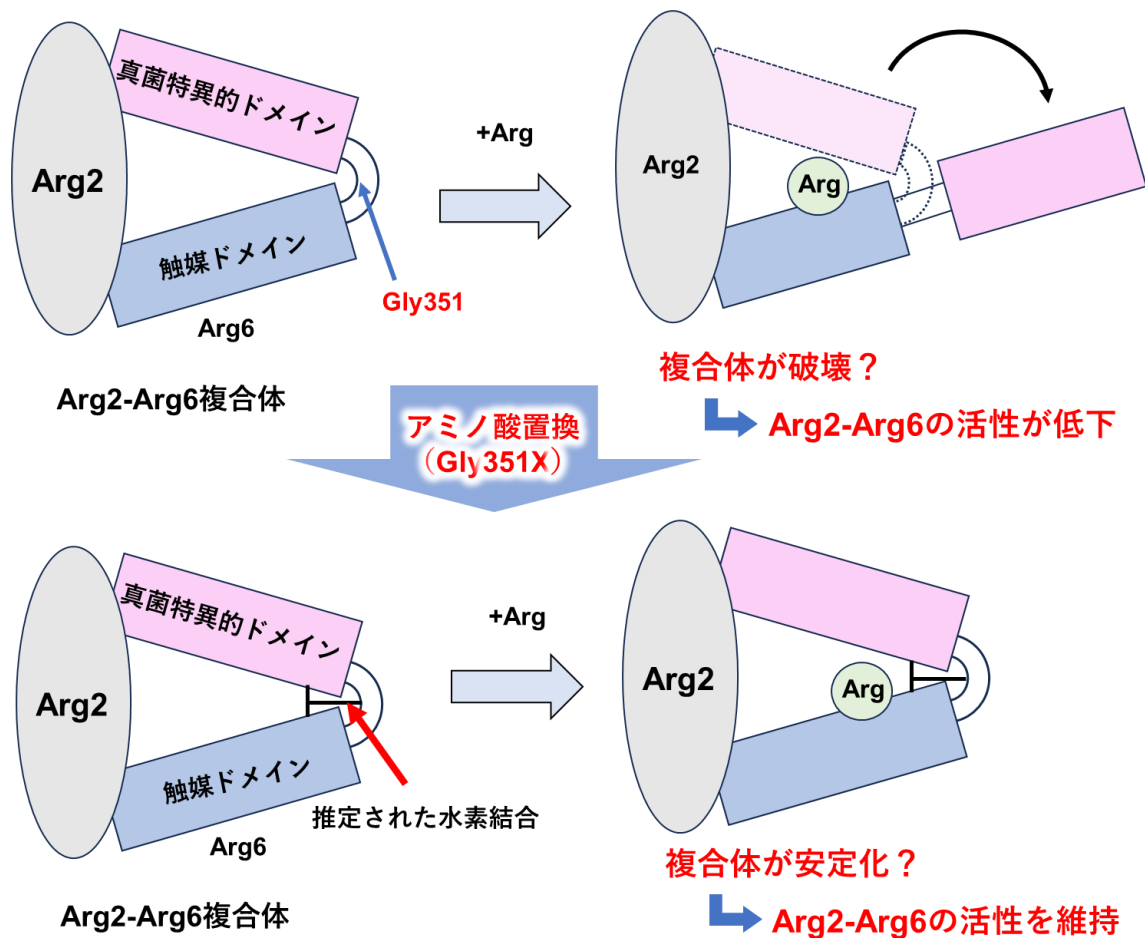 真菌特異的ドメイン
Arg2
触媒ドメイン
Gly351
Arg6
Arg2-Arg6複合体
+Arg
Arg2
Arg
複合体が破壊？
Arg2-Arg6の活性が低下
アミノ酸置換
（Gly351X）
真菌特異的ドメイン
Arg2
触媒ドメイン
推定された水素結合
Arg6
Arg2-Arg6複合体
+Arg
Arg2
Arg
複合体が安定化？
Arg2-Arg6の活性を維持